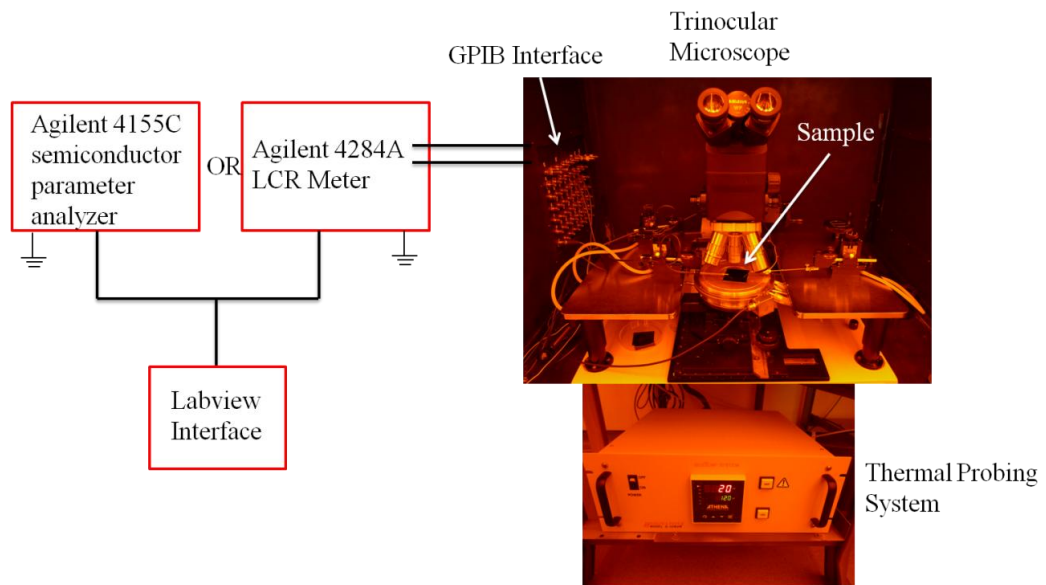 Trinocular
Microscope
GPIB Interface
Sample
Agilent 4155C
semiconductor
parameter
analyzer
OR
Agilent 4284A
LCR Meter
Labview
Interface
20
120
ATHENA
Thermal Probing
System